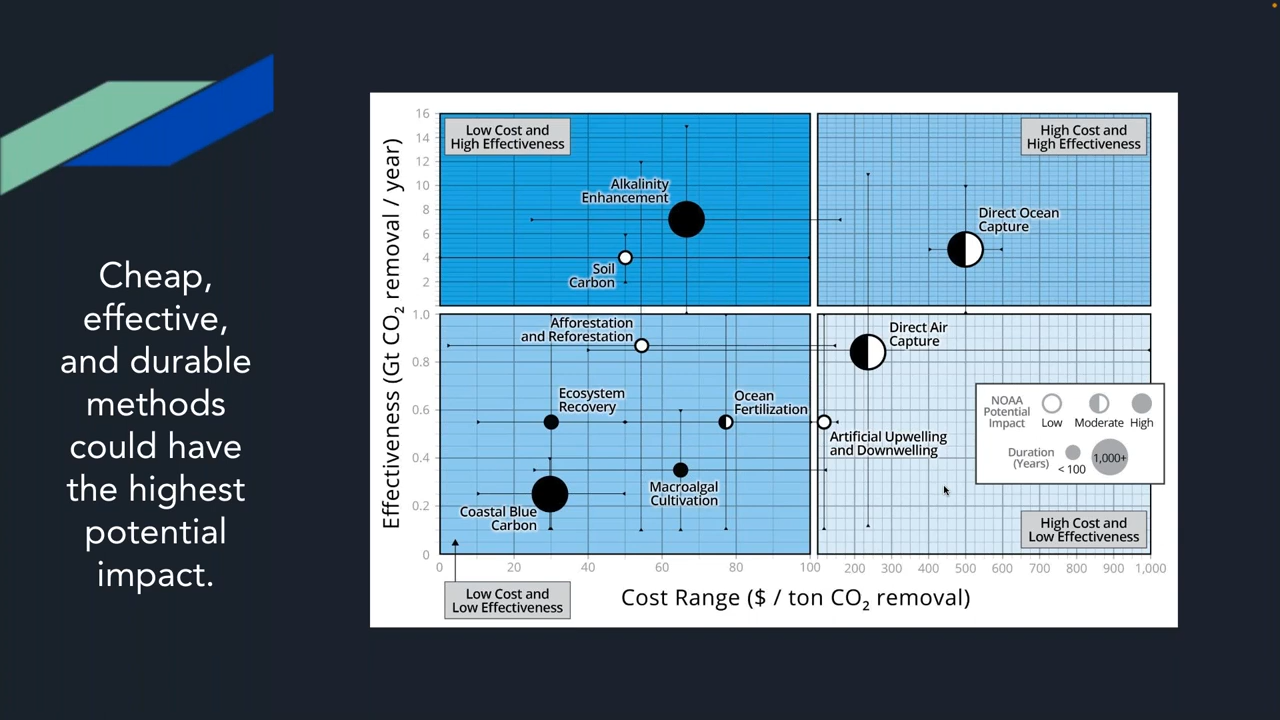 Cheap,
effective,
and durable
methods
could have
the highest
potential
impact.
Effectiveness (Gt CO₂ removal / year)
16
14
12
10
8
6
4
2
1.0
0.8
0.6
0.4
0.2
0
Low Cost and
High Effectiveness
High Cost and
High Effectiveness
Alkalinity
Enhancement
Soil
Carbon
Direct Ocean
Capture
Afforestation
and Reforestation
Direct Air
Capture
Ecosystem
Recovery
Ocean
Fertilization
Artificial Upwelling
and Downwelling
Macroalgal
Cultivation
Coastal Blue
Carbon
NOAA
Potential
Impact
Low
Moderate
High
Duration
(Years)
< 100
1,000+
High Cost and
Low Effectiveness
0 20 40 60 80 100 200 300 400 500 600 700 800 900 1,000
Low Cost and
Low Effectiveness
Cost Range ($ / ton CO₂ removal)